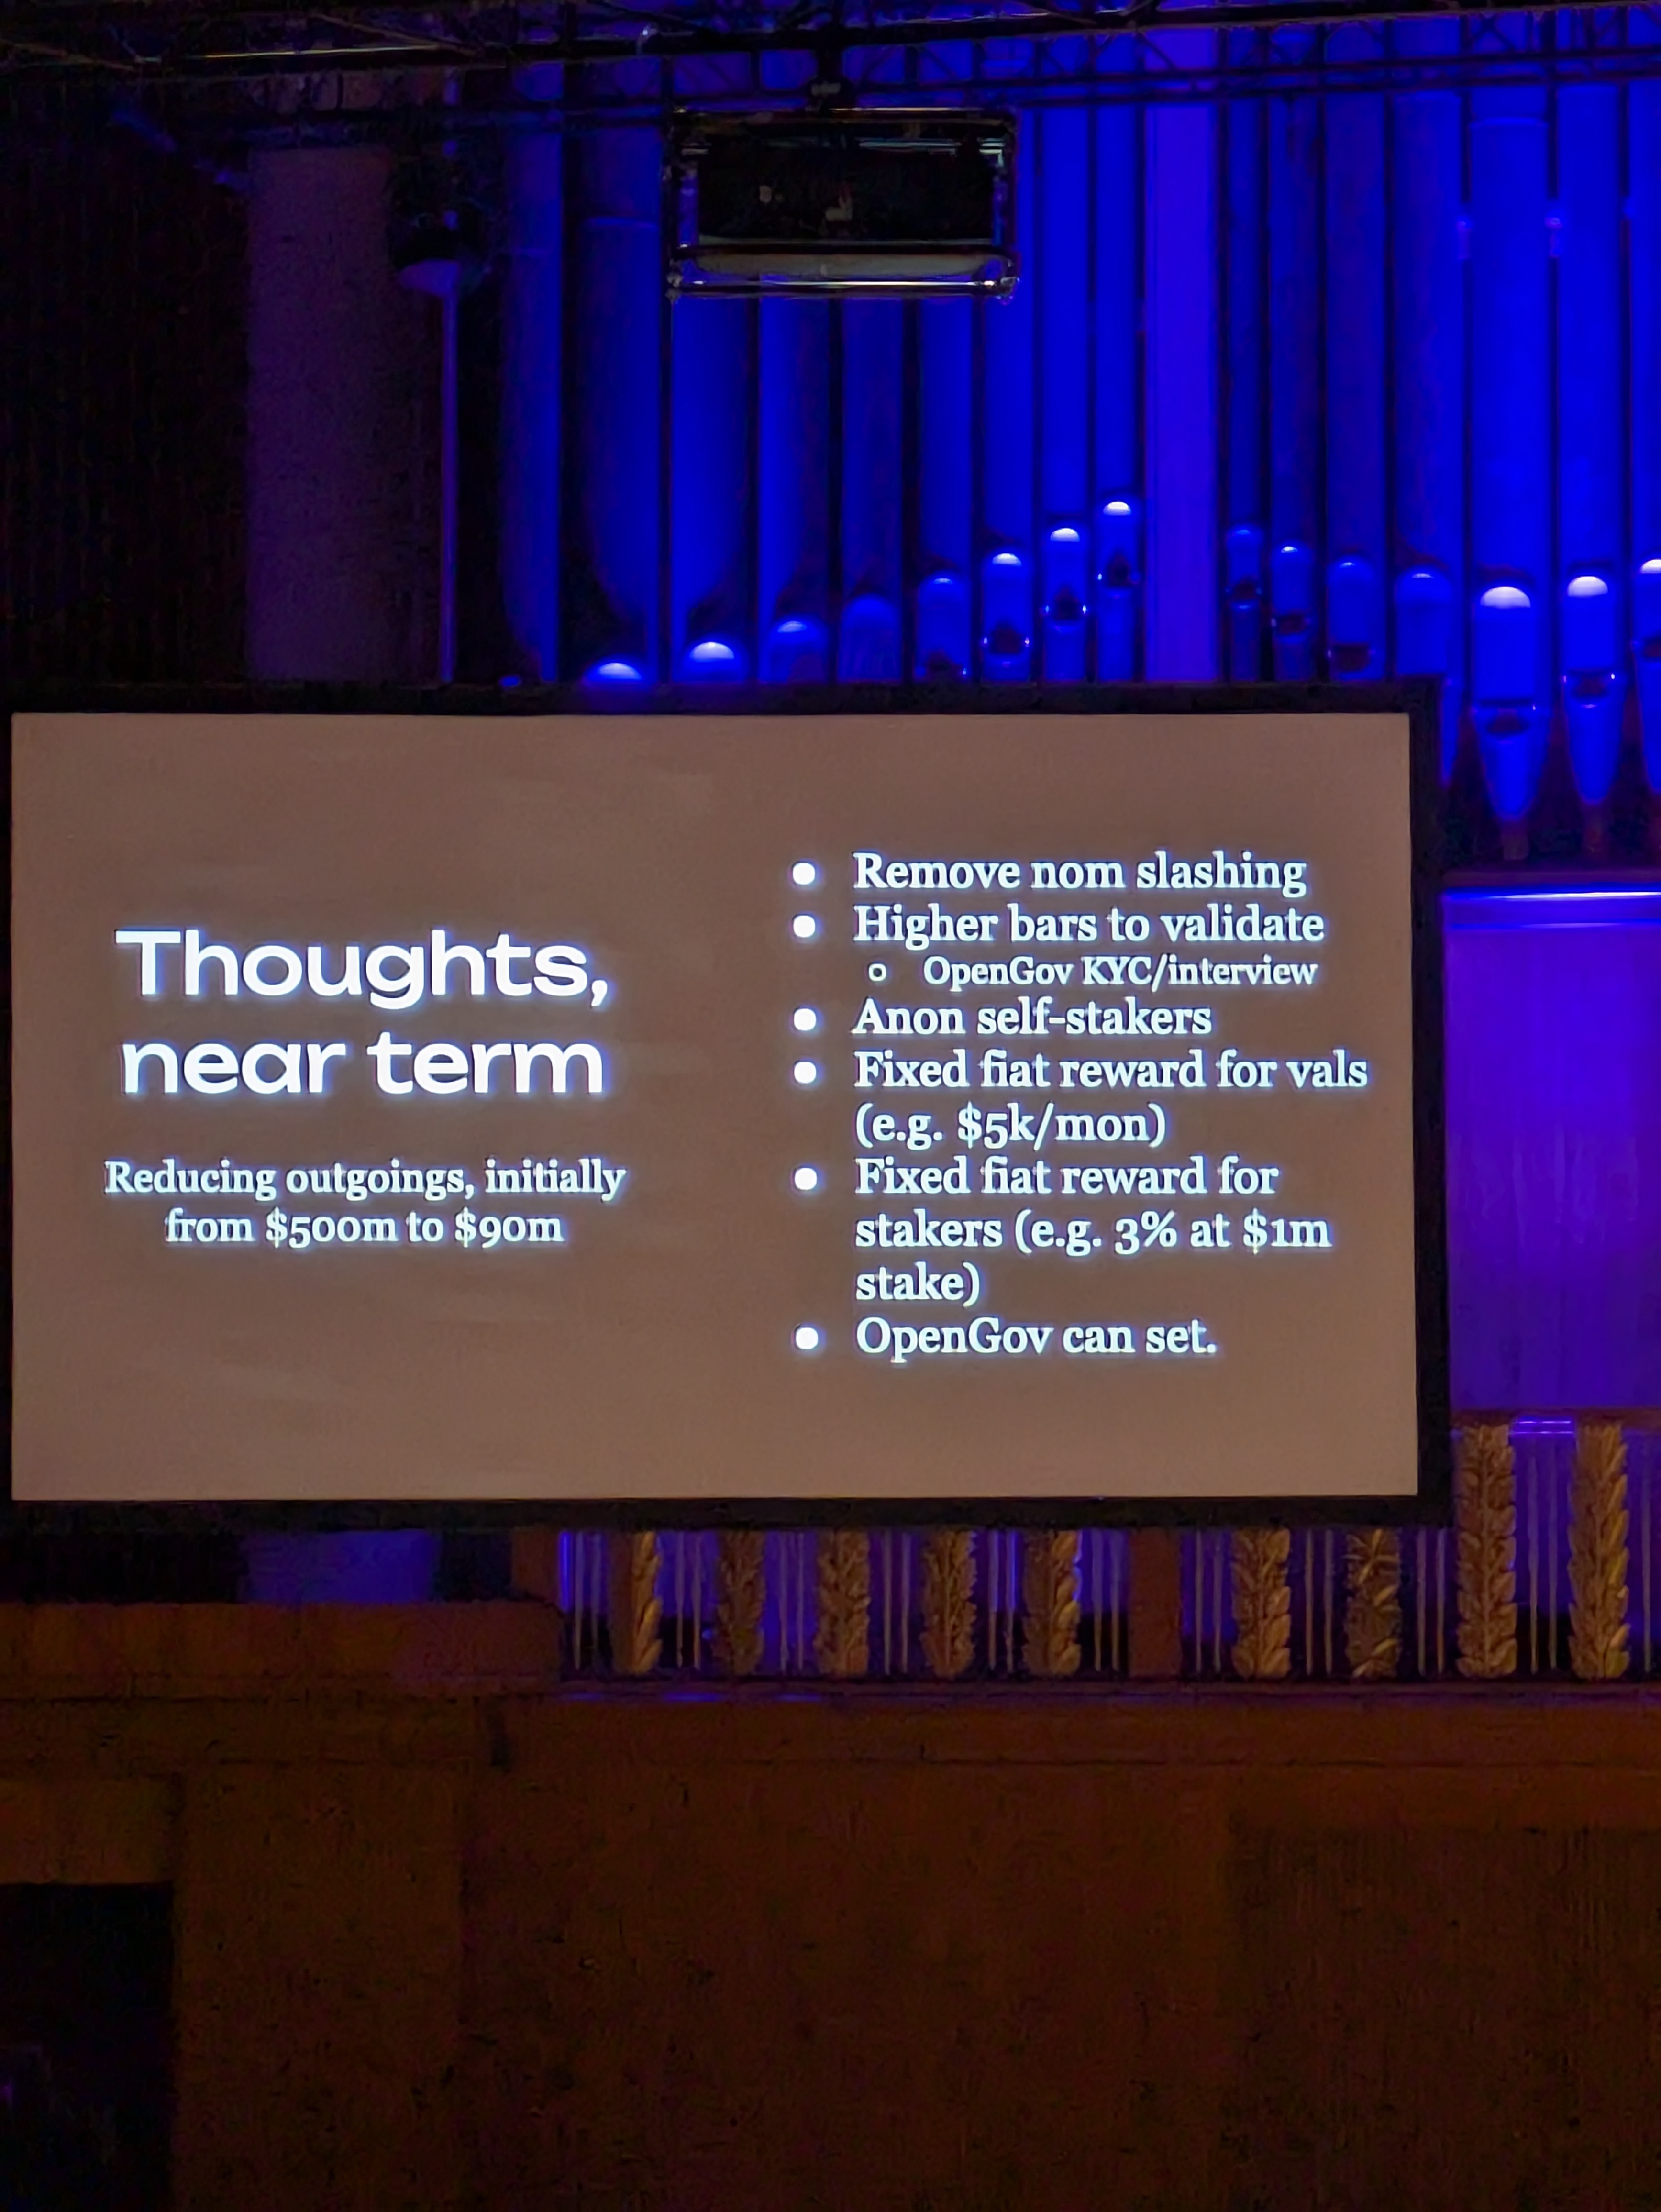 Thoughts,
near term
Reducing outgoings, initially
from $500m to $90m
● Remove nom slashing
● Higher bars to validate
○ OpenGov KYC/interview
● Anon self-stakers
● Fixed fiat reward for vals
(e.g. $5k/mon)
● Fixed fiat reward for
stakers (e.g. 3% at $1m
stake)
● OpenGov can set.